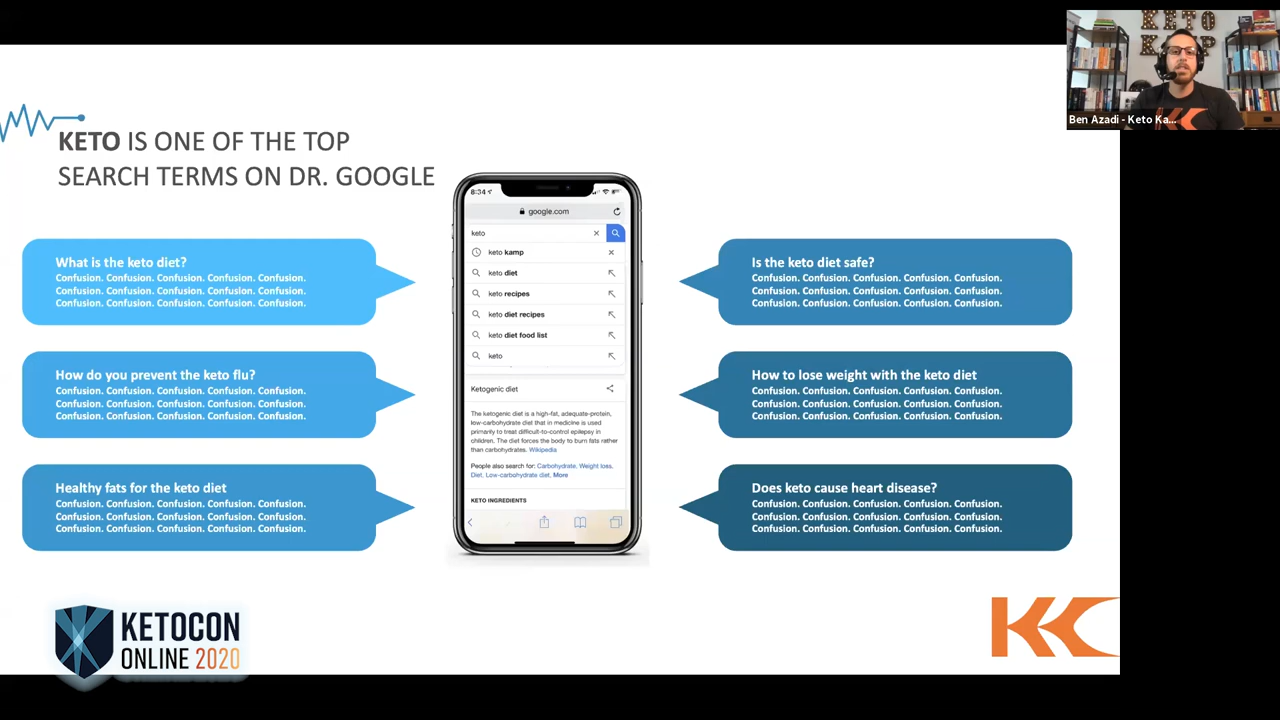 KETO IS ONE OF THE TOP
SEARCH TERMS ON DR. GOOGLE
What is the keto diet?
Confusion. Confusion. Confusion. Confusion. Confusion.
Confusion. Confusion. Confusion. Confusion. Confusion.
Confusion. Confusion. Confusion. Confusion. Confusion.
How do you prevent the keto flu?
Confusion. Confusion. Confusion. Confusion. Confusion.
Confusion. Confusion. Confusion. Confusion. Confusion.
Confusion. Confusion. Confusion. Confusion. Confusion.
Healthy fats for the keto diet
Confusion. Confusion. Confusion. Confusion. Confusion.
Confusion. Confusion. Confusion. Confusion. Confusion.
Confusion. Confusion. Confusion. Confusion. Confusion.
8:34
google.com
keto
keto kamp
keto diet
keto recipes
keto diet recipes
keto diet food list
keto
Ketogenic diet
The ketogenic diet is a high-fat, adequate-protein,
low-carbohydrate diet that in medicine is used
primarily to treat difficult-to-control epilepsy in
children. The diet forces the body to burn fats rather
than carbohydrates. Wikipedia
People also search for: Carbohydrate, Weight loss,
Diet, Low-carbohydrate diet, More
KETO INGREDIENTS
Is the keto diet safe?
Confusion. Confusion. Confusion. Confusion. Confusion.
Confusion. Confusion. Confusion. Confusion. Confusion.
Confusion. Confusion. Confusion. Confusion. Confusion.
How to lose weight with the keto diet
Confusion. Confusion. Confusion. Confusion. Confusion.
Confusion. Confusion. Confusion. Confusion. Confusion.
Confusion. Confusion. Confusion. Confusion. Confusion.
Does keto cause heart disease?
Confusion. Confusion. Confusion. Confusion. Confusion.
Confusion. Confusion. Confusion. Confusion. Confusion.
Confusion. Confusion. Confusion. Confusion. Confusion.
KETOCON
ONLINE 2020
KC
KETO
Ben Azadi - Keto Ka...